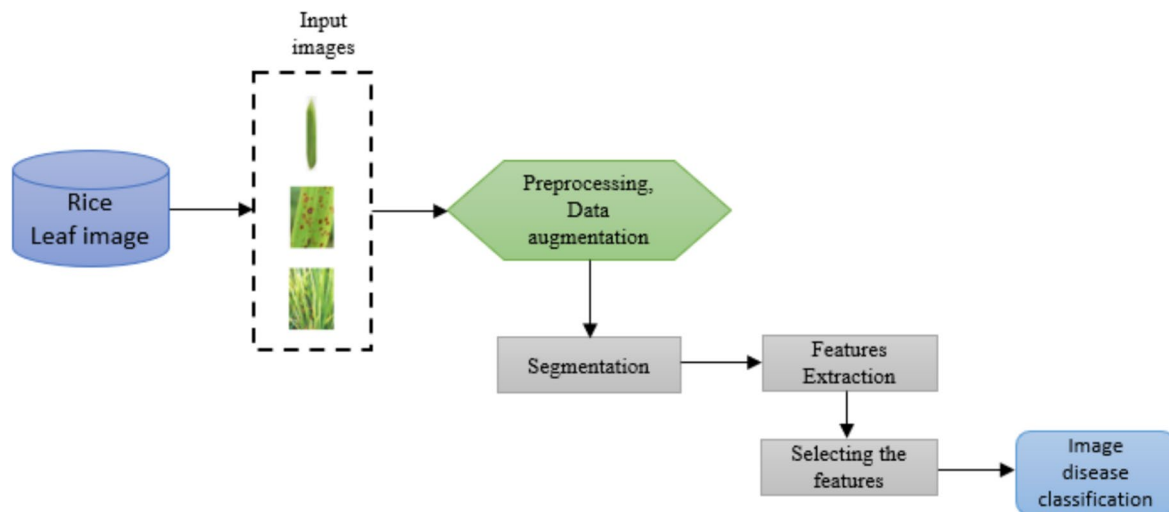 Input
images
Rice
Leaf image
Preprocessing,
Data
augmentation
Segmentation
Features
Extraction
Selecting the
features
Image
disease
classification